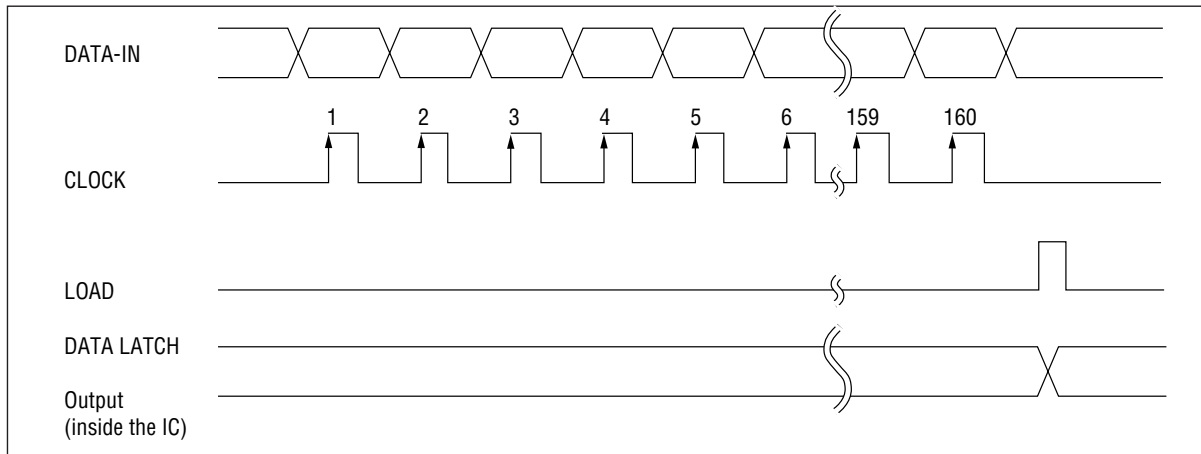 DATA-IN
1 2 3 4 5 6 159 160
CLOCK
LOAD
DATA LATCH
Output
(inside the IC)